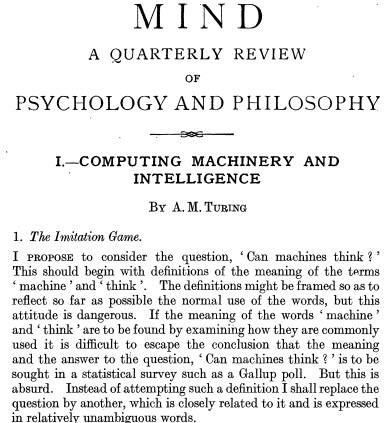 MIND
A QUARTERLY REVIEW
OF
PSYCHOLOGY AND PHILOSOPHY
I.—COMPUTING MACHINERY AND
INTELLIGENCE
BY A. M. TURING
1. The Imitation Game.
I PROPOSE to consider the question, ‘ Can machines think ? ’
This should begin with definitions of the meaning of the terms
‘ machine ’ and ‘ think ’. The definitions might be framed so as to
reflect so far as possible the normal use of the words, but this
attitude is dangerous. If the meaning of the words ‘ machine ’
and ‘ think ’ are to be found by examining how they are commonly
used it is difficult to escape the conclusion that the meaning
and the answer to the question, ‘ Can machines think ? ’ is to be
sought in a statistical survey such as a Gallup poll. But this is
absurd. Instead of attempting such a definition I shall replace the
question by another, which is closely related to it and is expressed
in relatively unambiguous words.